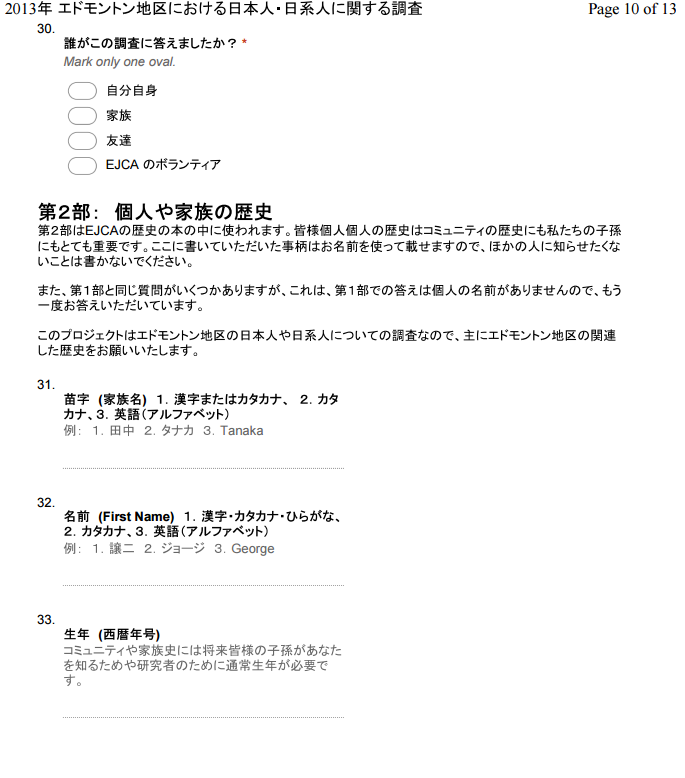 2013年 エドモントン地区における日本人・日系人に関する調査 Page 10 of 13
30.
誰がこの調査に答えましたか？ *
Mark only one oval.
自分自身
家族
友達
EJCA のボランティア
第２部： 個人や家族の歴史
第２部はEJCAの歴史の本の中に使われます。皆様個人個人の歴史はコミュニティの歴史にも私たちの子孫
にもとても重要です。ここに書いていただいた事柄はお名前を使って載せますので、ほかの人に知らせたくな
いことは書かないでください。
また、第１部と同じ質問がいくつかありますが、これは、第１部での答えは個人の名前がありませんので、もう
一度お答えいただいています。
このプロジェクトはエドモントン地区の日本人や日系人についての調査なので、主にエドモントン地区の関連
した歴史をお願いいたします。
31.
苗字 (家族名) １．漢字またはカタカナ、 ２．カタ
カナ、３．英語（アルファベット）
例： １．田中 ２．タナカ ３．Tanaka
32.
名前 (First Name) １．漢字・カタカナ・ひらがな、
２．カタカナ、３．英語（アルファベット）
例： １．譲二 ２．ジョージ ３．George
33.
生年 (西暦年号)
コミュニティや家族史には将来皆様の子孫があなた
を知るためや研究者のために通常生年が必要で
す。